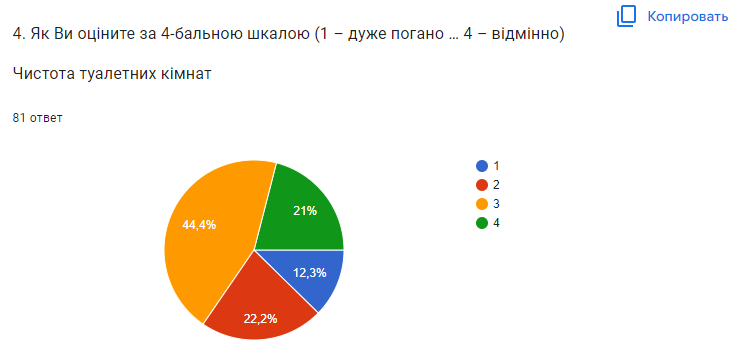 Копировать
4. Як Ви оціните за 4-бальною шкалою (1 – дуже погано … 4 – відмінно)
Чистота туалетних кімнат
81 ответ
1
2
3
4
21%
44,4%
12,3%
22,2%